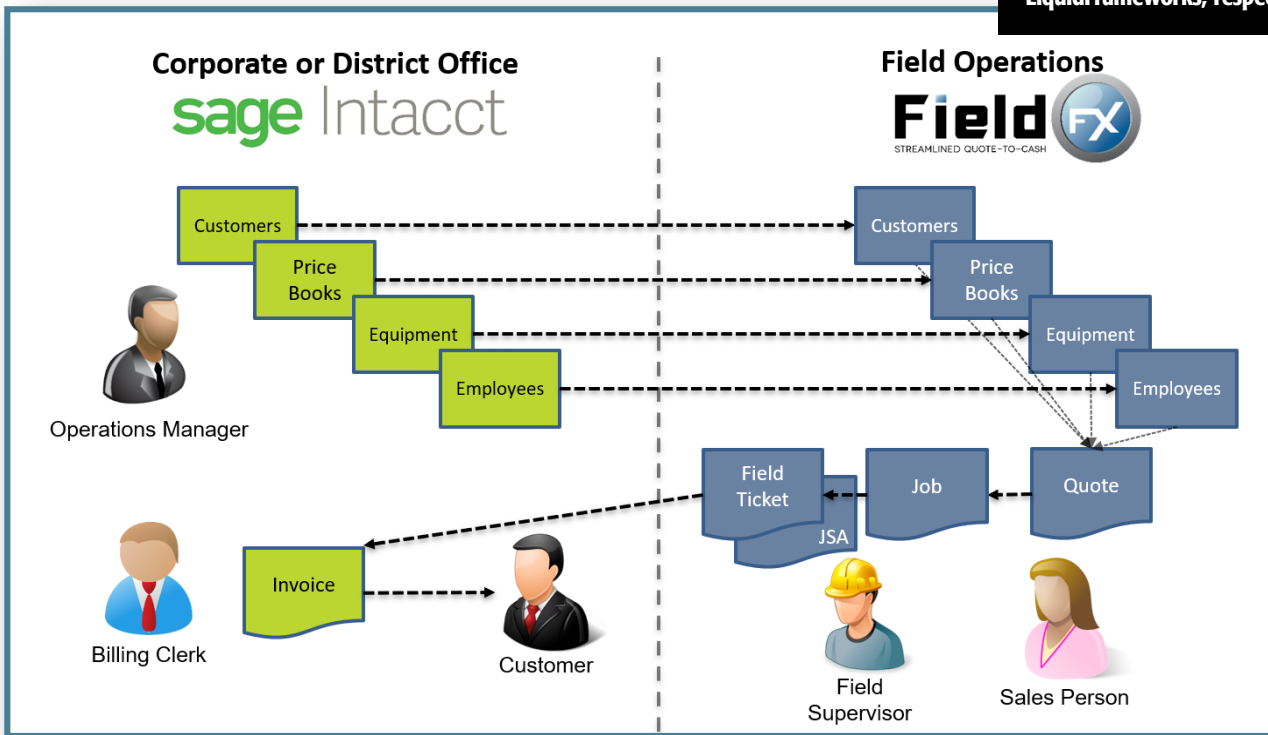 LiquidFrameworks, respec
Corporate or District Office
sage Intacct
Field Operations
Field FX
STREAMLINED QUOTE-TO-CASH
Customers
Price
Books
Equipment
Employees
Operations Manager
Customers
Price
Books
Equipment
Employees
Quote
Job
Field
Ticket
JSA
Invoice
Billing Clerk
Customer
Field
Supervisor
Sales Person